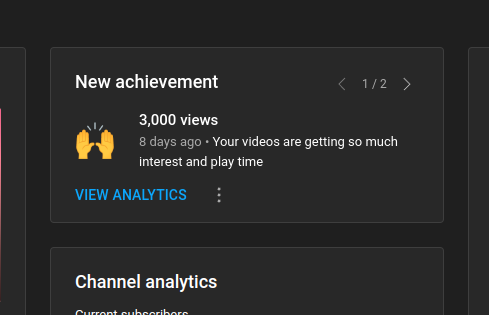 New achievement
1 / 2
3,000 views
8 days ago • Your videos are getting so much
interest and play time
VIEW ANALYTICS
Channel analytics
Current subscribers